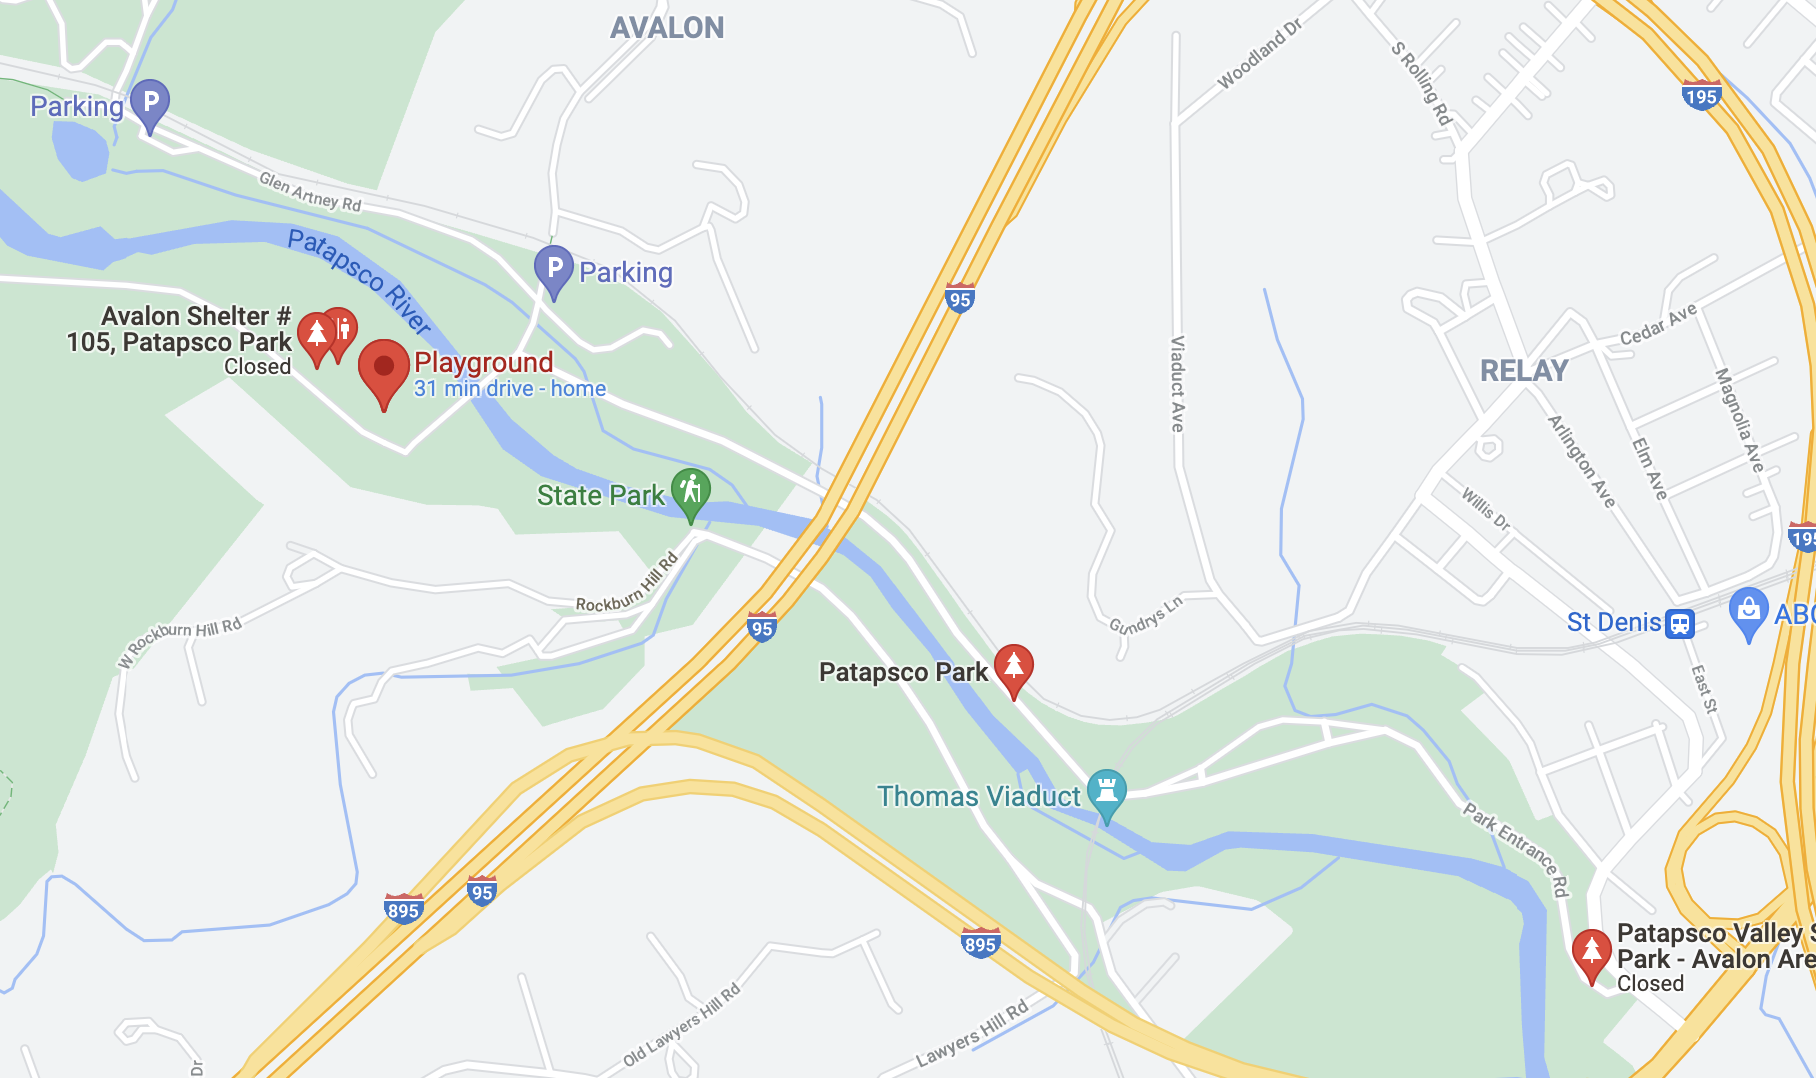 AVALON
Woodland Dr
S Rolling Rd
195
P
Parking
Glen Artney Rd
Patapsco River
P
Parking
95
Avalon Shelter #
105, Patapsco Park
Closed
Playground
31 min drive - home
Viaduct Ave
Cedar Ave
RELAY
Magnolia Ave
Arlington Ave
Elm Ave
Willis Dr
State Park
195
Rockburn Hill Rd
W Rockburn Hill Rd
95
Gundrys Ln
St Denis
ABC
East St
Patapsco Park
Thomas Viaduct
Park Entrance Rd
895
95
895
Patapsco Valley S
Park - Avalon Are
Closed
Old Lawyers Hill Rd
Lawyers Hill Rd
Dr